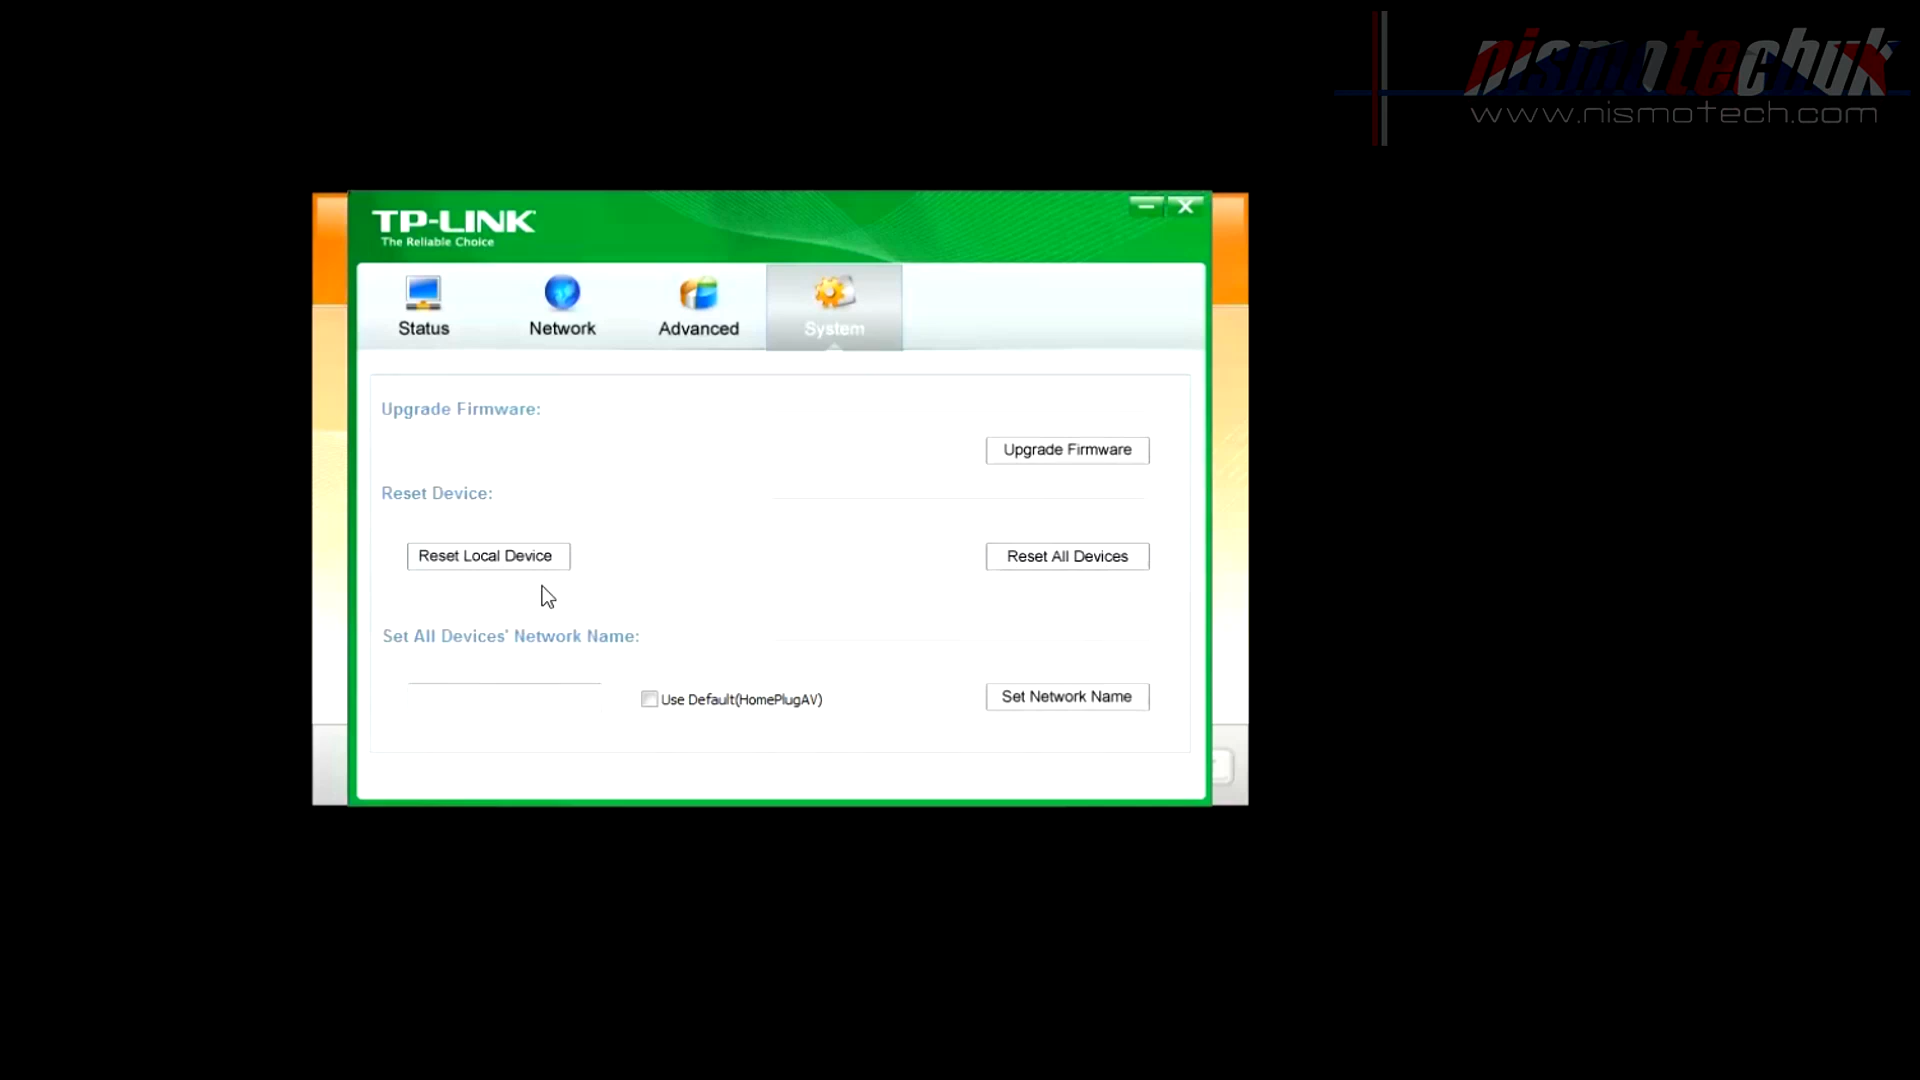 nismotechuk
www.nismotech.com
TP-LINK
The Reliable Choice
Status
Network
Advanced
System
Upgrade Firmware:
Upgrade Firmware
Reset Device:
Reset Local Device
Reset All Devices
Set All Devices' Network Name:
Use Default(HomePlugAV)
Set Network Name